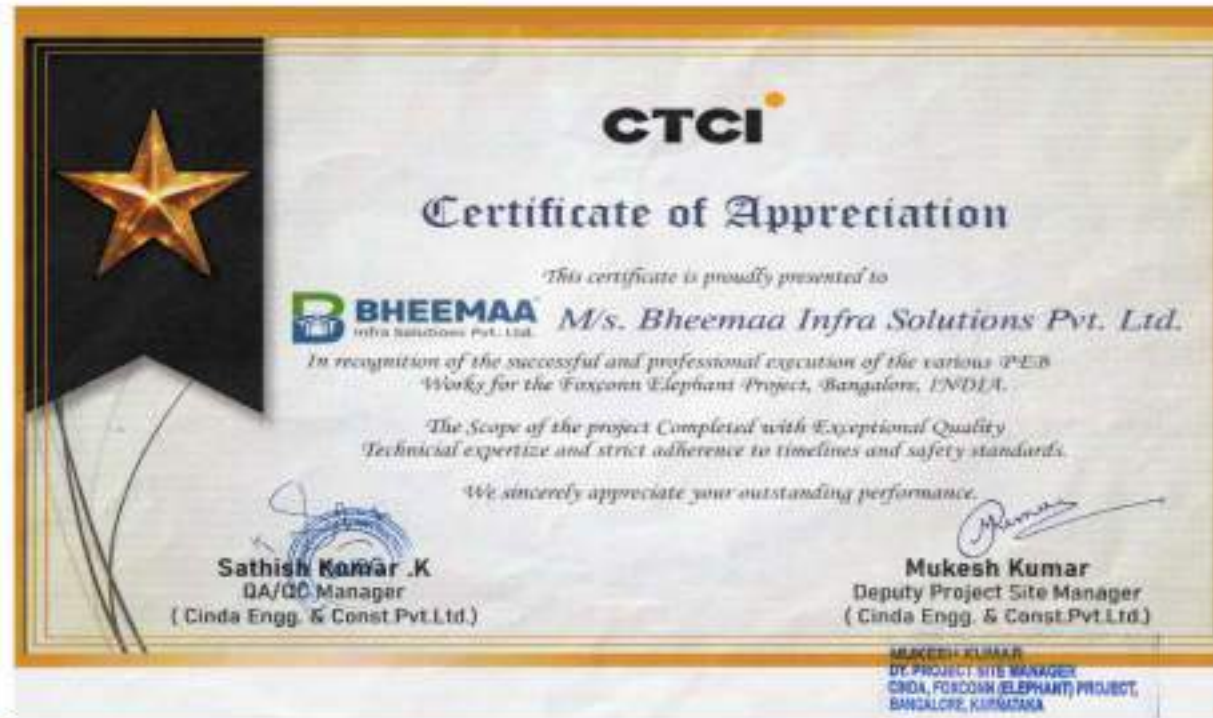 CTCI
Certificate of Appreciation
This certificate is proudly presented to
BHEEMAA
Infra Solutions Pvt. Ltd.
M/s. Bheemaa Infra Solutions Pvt. Ltd.
In recognition of the successful and professional execution of the various PEB
Works for the Foxconn Elephant Project, Bangalore, INDIA.
The Scope of the project Completed with Exceptional Quality
Technicial expertize and strict adherence to timelines and safety standards.
We sincerely appreciate your outstanding performance.
Sathish Kumar .K
QA/QC Manager
( Cinda Engg. & Const.Pvt.Ltd.)
Kumar
Mukesh Kumar
Deputy Project Site Manager
( Cinda Engg. & Const.Pvt.Ltd.)
MUKESH KUMAR
DY. PROJECT SITE MANAGER
CINDA, FOXCONN (ELEPHANT) PROJECT,
BANGALORE, KARNATAKA